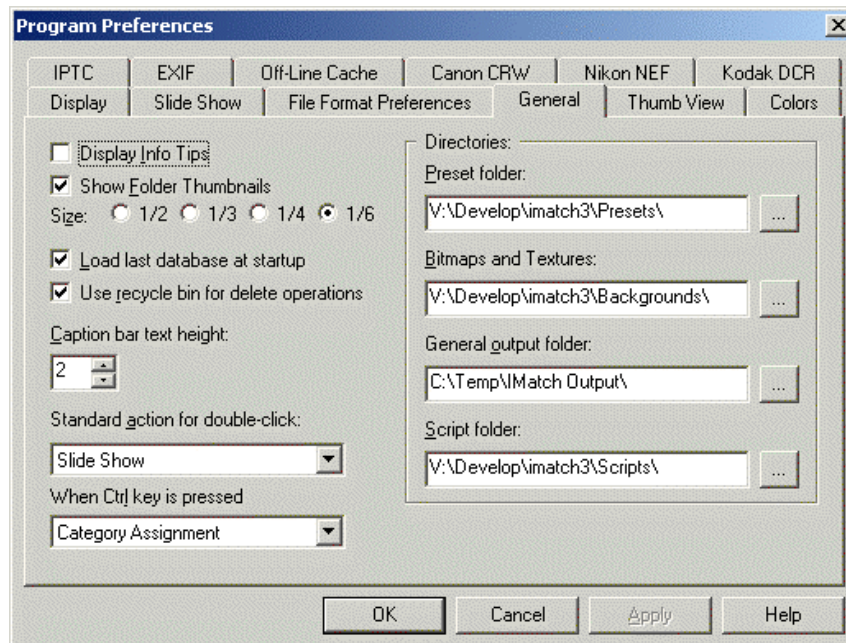 Program Preferences
IPTC EXIF Off-Line Cache Canon CRW Nikon NEF Kodak DCR
Display Slide Show File Format Preferences General Thumb View Colors
Display Info Tips
Show Folder Thumbnails
Size: 1/2 1/3 1/4 1/6
Load last database at startup
Use recycle bin for delete operations
Caption bar text height:
2
Standard action for double-click:
Slide Show
When Ctrl key is pressed
Category Assignment
Directories:
Preset folder:
V:\Develop\imatch3\Presets\ ...
Bitmaps and Textures:
V:\Develop\imatch3\Backgrounds\ ...
General output folder:
C:\Temp\IMatch Output\ ...
Script folder:
V:\Develop\imatch3\Scripts\ ...
OK Cancel Apply Help